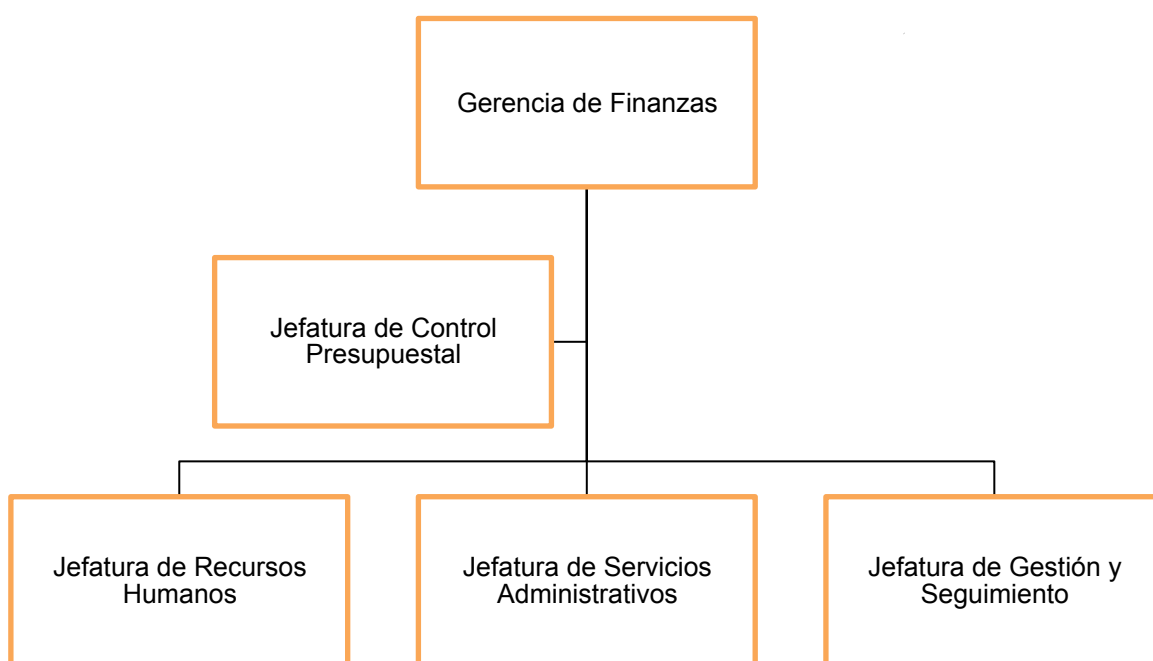 Gerencia de Finanzas
Jefatura de Control
Presupuestal
Jefatura de Recursos
Humanos
Jefatura de Servicios
Administrativos
Jefatura de Gestión y
Seguimiento